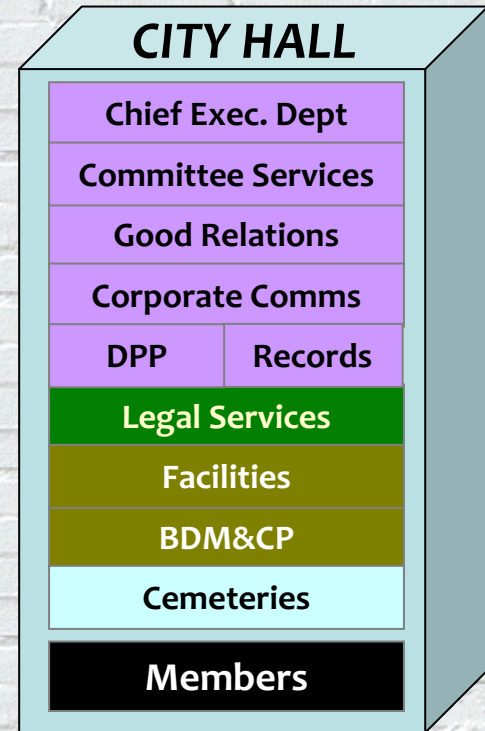 CITY HALL
Chief Exec. Dept
Committee Services
Good Relations
Corporate Comms
DPP Records
Legal Services
Facilities
BDM&CP
Cemeteries
Members